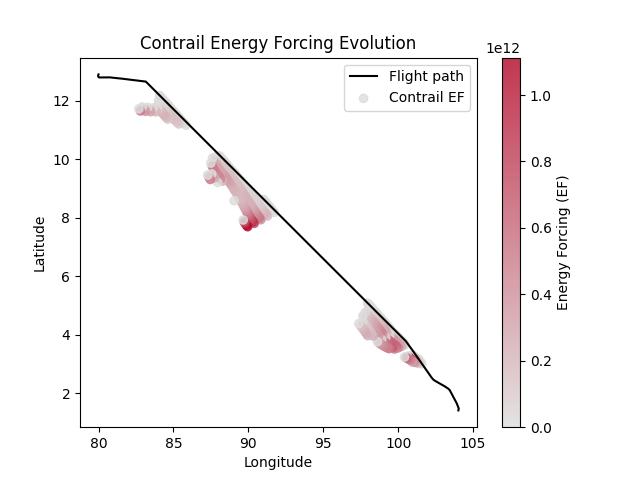 Contrail Energy Forcing Evolution
1e12
Flight path
Contrail EF
12
10
8
6
4
2
Latitude
80
85
90
95
100
105
Longitude
1.0
0.8
0.6
0.4
0.2
0.0
Energy Forcing (EF)